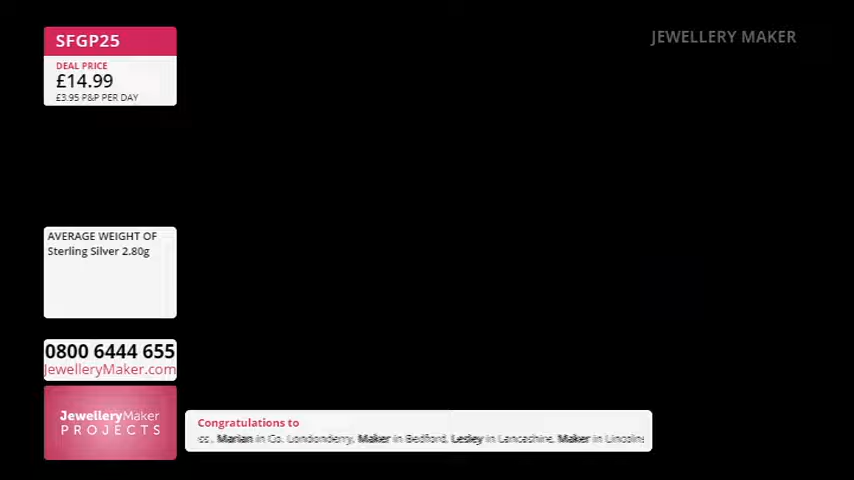 SFGP25
DEAL PRICE
£14.99
£3.95 P&P PER DAY
JEWELLERY MAKER
AVERAGE WEIGHT OF
Sterling Silver 2.80g
0800 6444 655
JewelleryMaker.com
JewelleryMaker
PROJECTS
Congratulations to
Marian in Co. Londonderry, Maker in Bedford, Lesley in Lancashire, Maker in